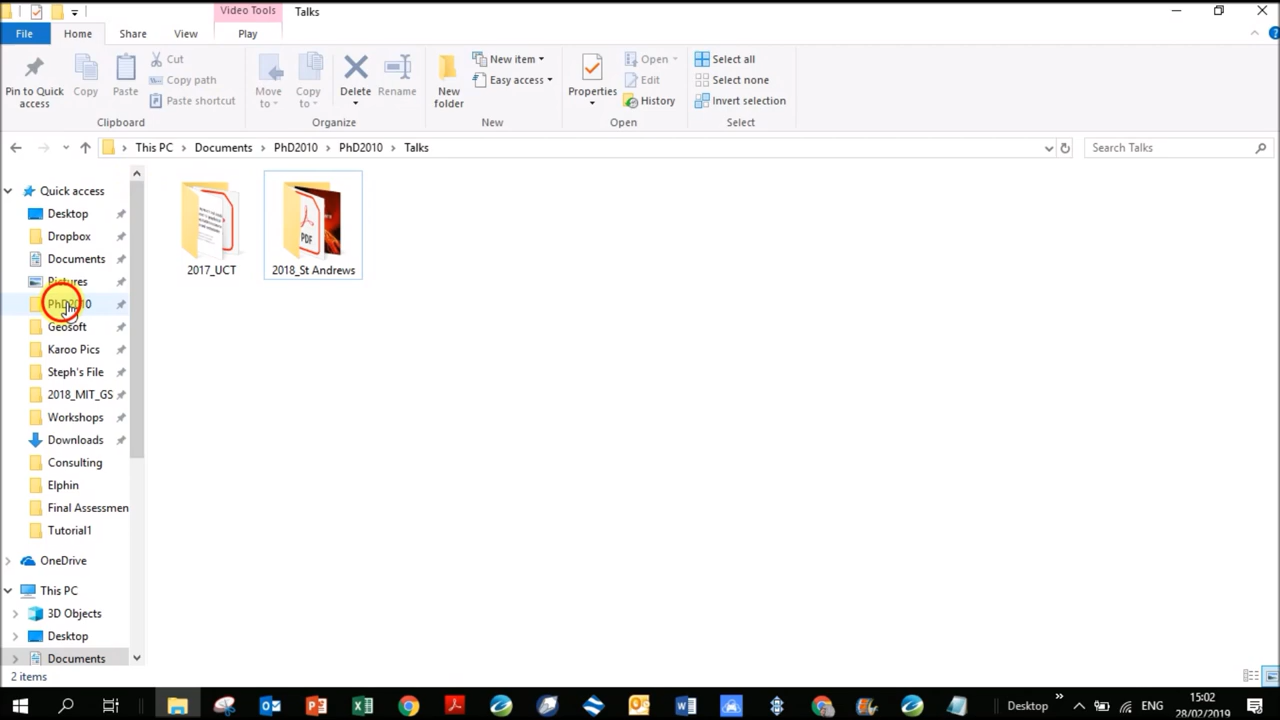 Video Tools
Talks
File
Home
Share
View
Play
Pin to Quick access
Copy
Paste
Cut
Copy path
Paste shortcut
Clipboard
Move to
Copy to
Delete
Rename
Organize
New folder
New item
Easy access
New
Properties
Open
Edit
History
Open
Select all
Select none
Invert selection
Select
This PC
Documents
PhD2010
PhD2010
Talks
Search Talks
Quick access
Desktop
Dropbox
Documents
Pictures
PhD2010
Geosoft
Karoo Pics
Steph's File
2018_MIT_GS
Workshops
Downloads
Consulting
Elphin
Final Assessmen
Tutorial1
OneDrive
This PC
3D Objects
Desktop
Documents
PDF
2017_UCT
2018_St Andrews
2 items
Desktop
ENG
15:02
28/02/2019